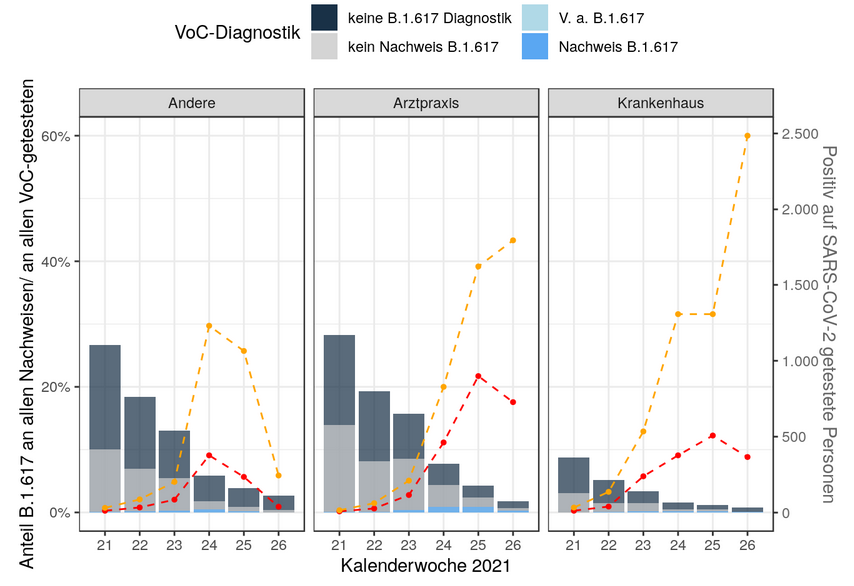 VoC-Diagnostik
keine B.1.617 Diagnostik
V. a. B.1.617
kein Nachweis B.1.617
Nachweis B.1.617
Anteil B.1.617 an allen Nachweisen/ an allen VoC-getesteten
Andere
Arztpraxis
Krankenhaus
60%
40%
20%
0%
2.500
2.000
1.500
1.000
500
0
Positiv auf SARS-CoV-2 getestete Personen
21 22 23 24 25 26
21 22 23 24 25 26
21 22 23 24 25 26
Kalenderwoche 2021